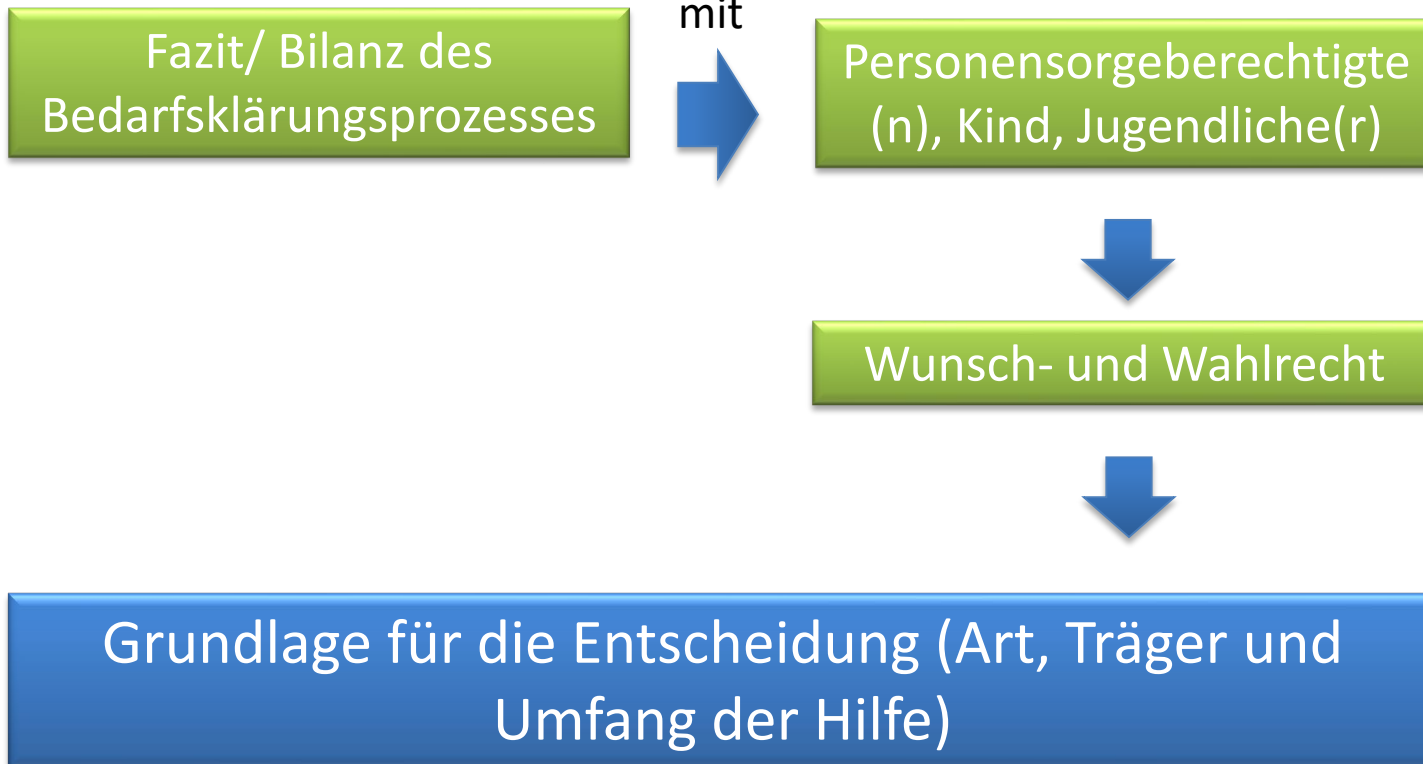 Fazit/ Bilanz des
Bedarfsklärungsprozesses
mit
Personensorgeberechtigte
(n), Kind, Jugendliche(r)
Wunsch- und Wahlrecht
Grundlage für die Entscheidung (Art, Träger und
Umfang der Hilfe)